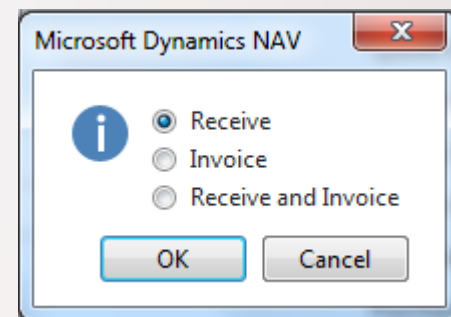 Microsoft Dynamics NAV
Receive
Invoice
Receive and Invoice
OK
Cancel